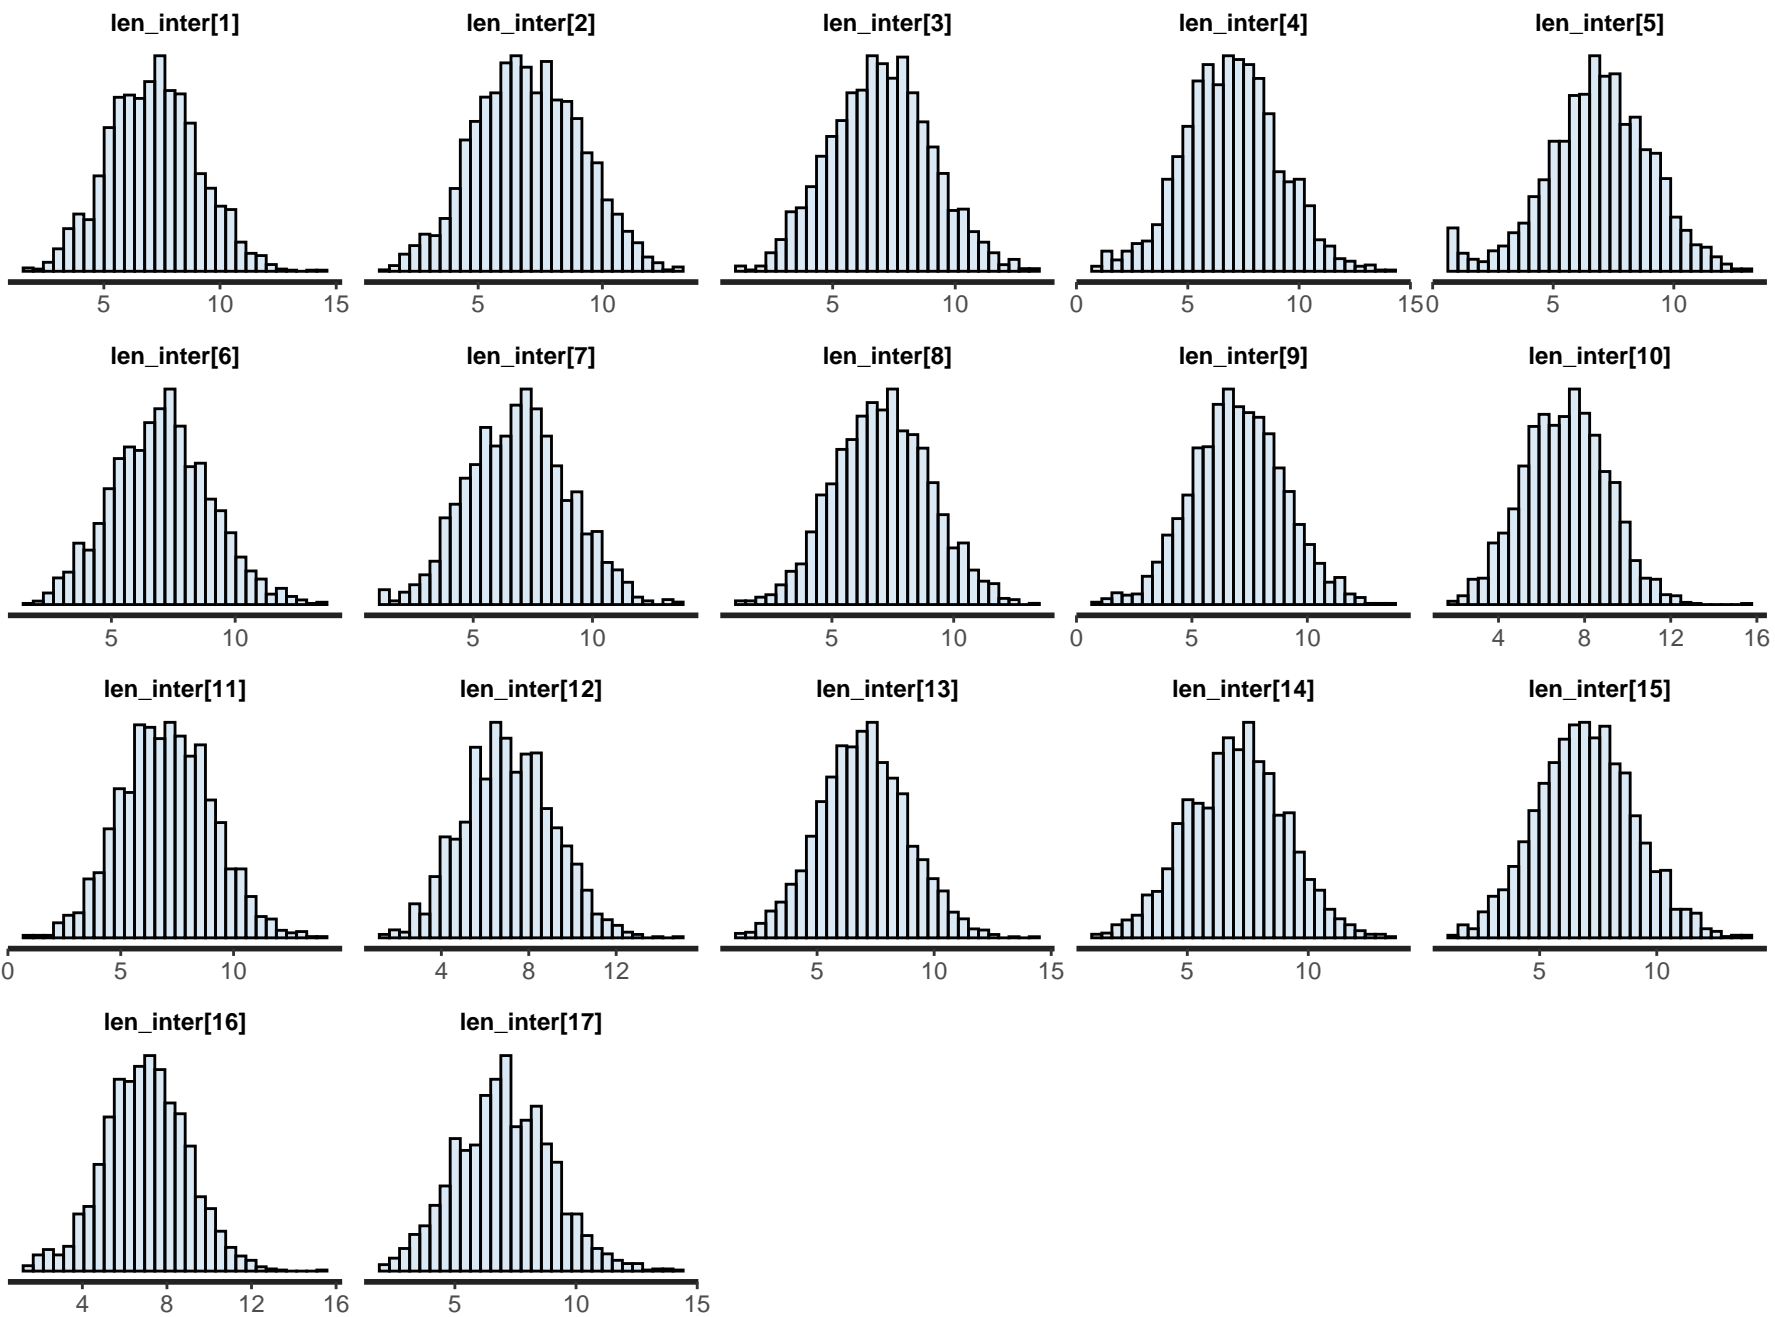 len_inter[1] len_inter[2] len_inter[3] len_inter[4] len_inter[5]
5 10 15 5 10 5 10 0 5 10 15 0 5 10
len_inter[6] len_inter[7] len_inter[8] len_inter[9] len_inter[10]
5 10 5 10 5 10 0 5 10 4 8 12 16
len_inter[11] len_inter[12] len_inter[13] len_inter[14] len_inter[15]
0 5 10 4 8 12 5 10 15 5 10 5 10
len_inter[16] len_inter[17]
4 8 12 16 5 10 15